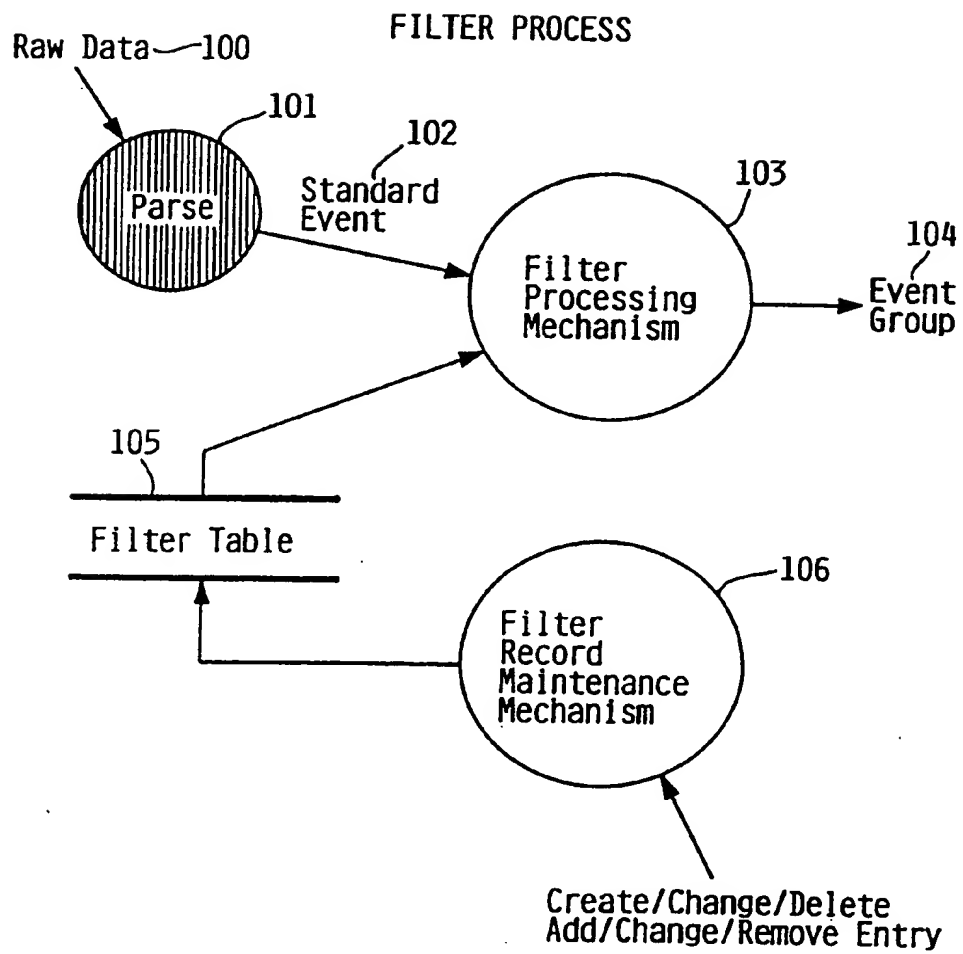 FILTER PROCESS
Raw Data 100
101
102
Parse
Standard
Event
103
Filter
Processing
Mechanism
104
Event
Group
105
Filter Table
106
Filter
Record
Maintenance
Mechanism
Create/Change/Delete
Add/Change/Remove Entry